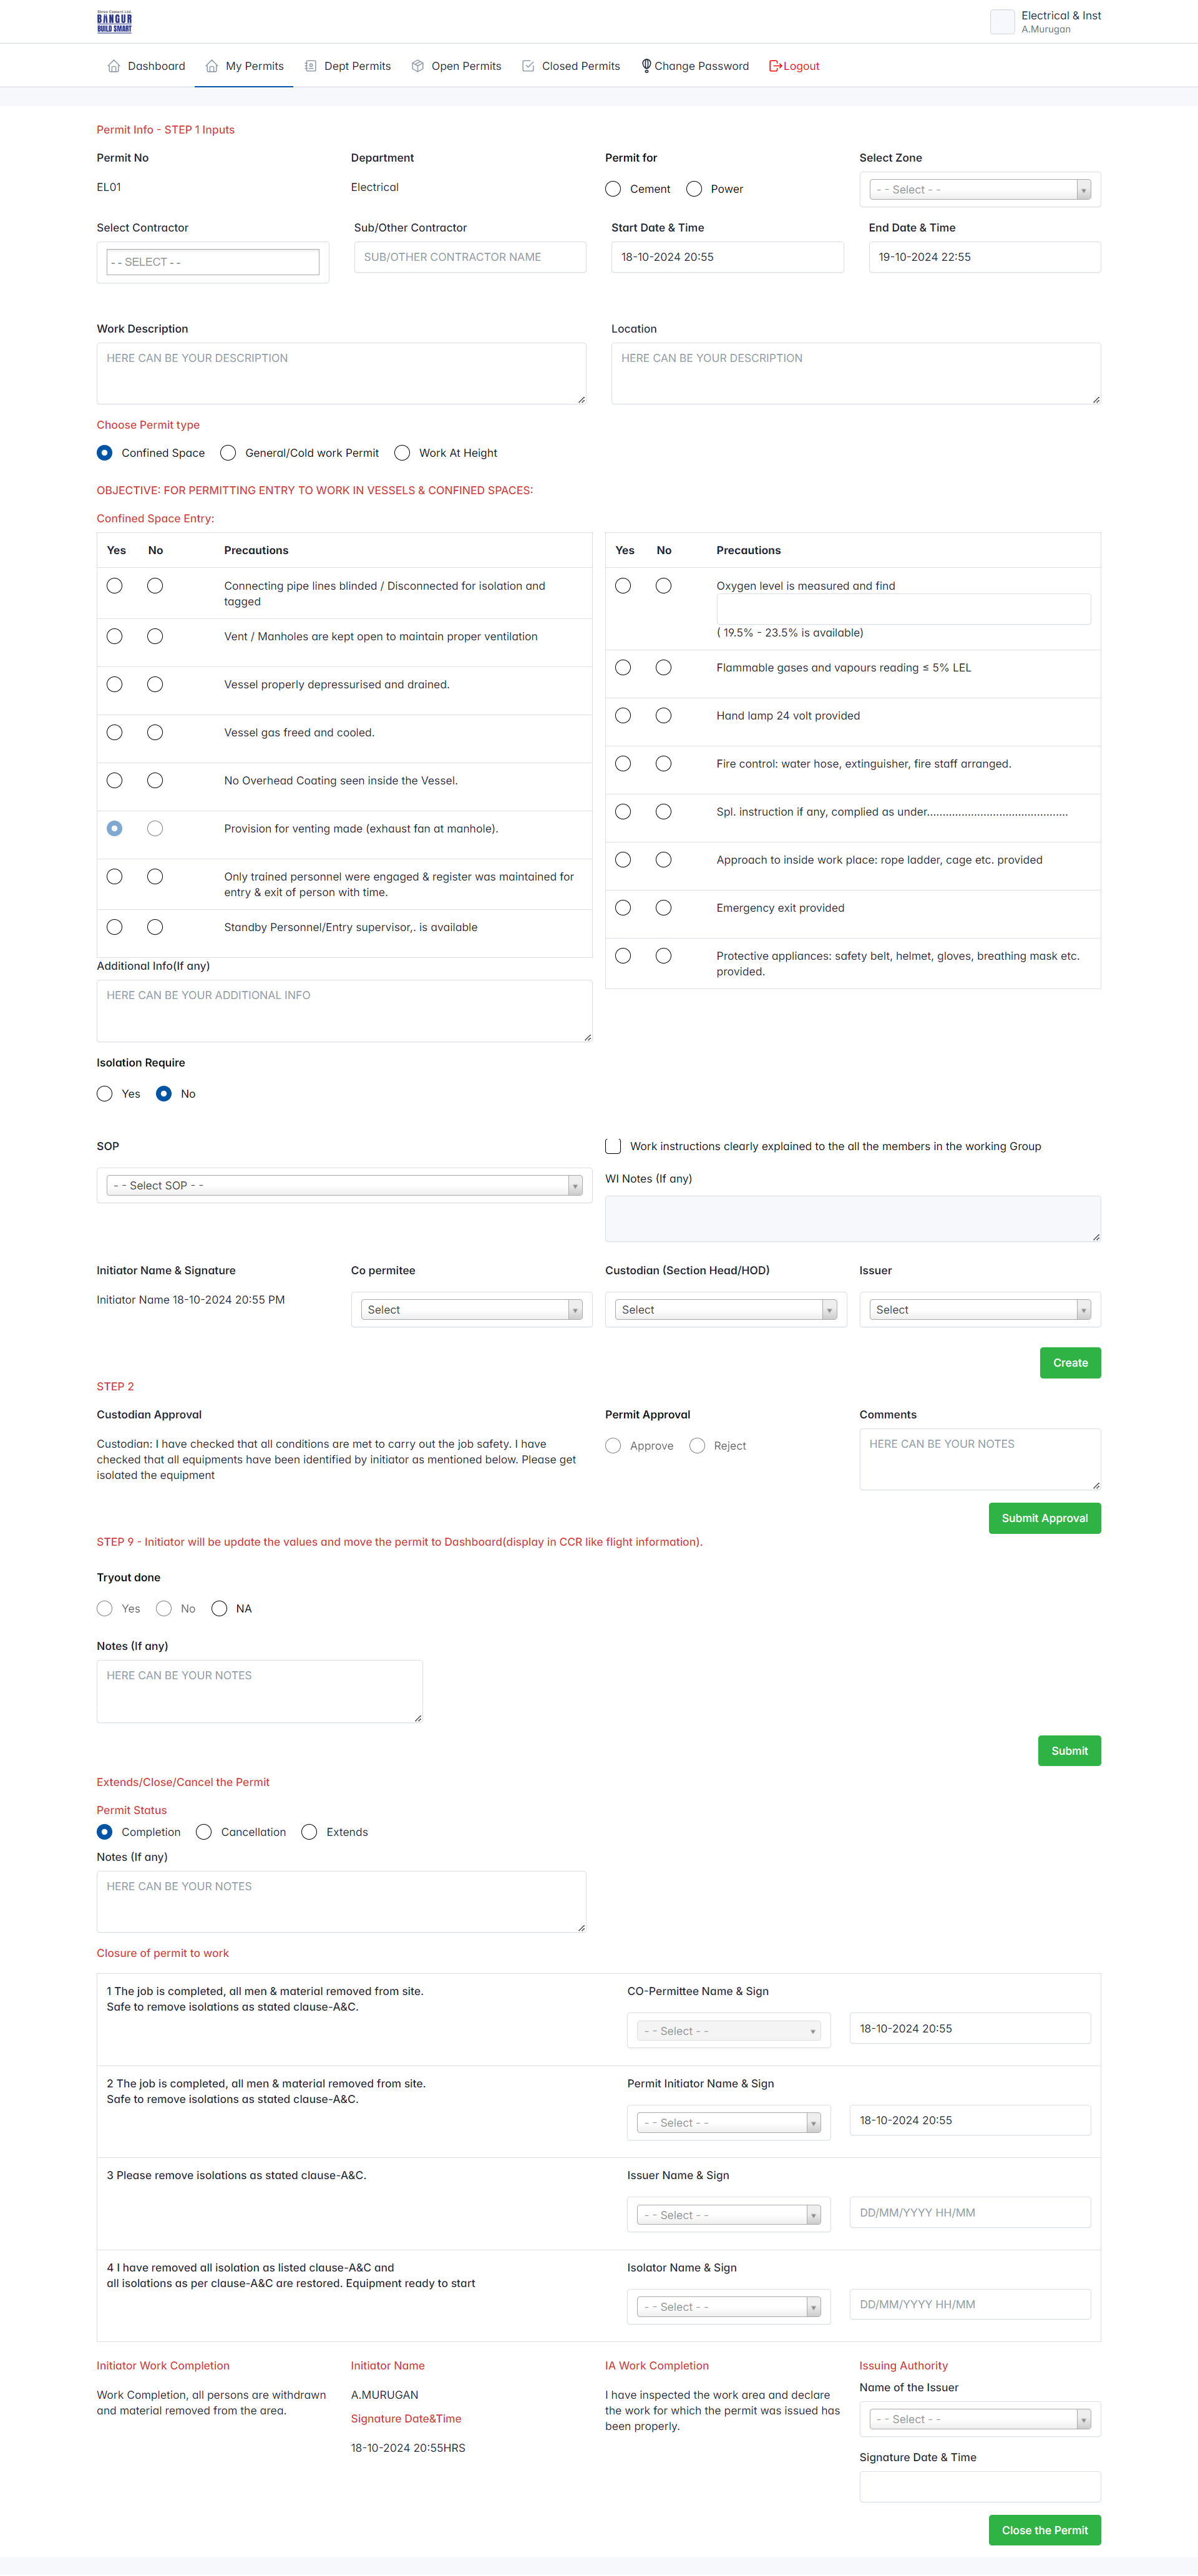 Shree Cement Ltd.
BANGUR
BUILD SMART
Electrical & Inst
A.Murugan
Dashboard
My Permits
Dept Permits
Open Permits
Closed Permits
Change Password
Logout
Permit Info - STEP 1 Inputs
Permit No
Department
Permit for
Select Zone
EL01
Electrical
Cement
Power
- - Select - -
Select Contractor
Sub/Other Contractor
Start Date & Time
End Date & Time
- - SELECT - -
SUB/OTHER CONTRACTOR NAME
18-10-2024 20:55
19-10-2024 22:55
Work Description
Location
HERE CAN BE YOUR DESCRIPTION
HERE CAN BE YOUR DESCRIPTION
Choose Permit type
Confined Space
General/Cold work Permit
Work At Height
OBJECTIVE: FOR PERMITTING ENTRY TO WORK IN VESSELS & CONFINED SPACES:
Confined Space Entry:
Yes No Precautions
Connecting pipe lines blinded / Disconnected for isolation and
tagged
Vent / Manholes are kept open to maintain proper ventilation
Vessel properly depressurised and drained.
Vessel gas freed and cooled.
No Overhead Coating seen inside the Vessel.
Provision for venting made (exhaust fan at manhole).
Only trained personnel were engaged & register was maintained for
entry & exit of person with time.
Standby Personnel/Entry supervisor,. is available
Yes No Precautions
Oxygen level is measured and find
( 19.5% - 23.5% is available)
Flammable gases and vapours reading ≤ 5% LEL
Hand lamp 24 volt provided
Fire control: water hose, extinguisher, fire staff arranged.
Spl. instruction if any, complied as under.............................................
Approach to inside work place: rope ladder, cage etc. provided
Emergency exit provided
Protective appliances: safety belt, helmet, gloves, breathing mask etc.
provided.
Additional Info(If any)
HERE CAN BE YOUR ADDITIONAL INFO
Isolation Require
Yes
No
SOP
- - Select SOP - -
Work instructions clearly explained to the all the members in the working Group
WI Notes (If any)
Initiator Name & Signature
Co permitee
Custodian (Section Head/HOD)
Issuer
Initiator Name 18-10-2024 20:55 PM
Select
Select
Select
Create
STEP 2
Custodian Approval
Permit Approval
Comments
Custodian: I have checked that all conditions are met to carry out the job safety. I have
checked that all equipments have been identified by initiator as mentioned below. Please get
isolated the equipment
Approve
Reject
HERE CAN BE YOUR NOTES
Submit Approval
STEP 9 - Initiator will be update the values and move the permit to Dashboard(display in CCR like flight information).
Tryout done
Yes
No
NA
Notes (If any)
HERE CAN BE YOUR NOTES
Submit
Extends/Close/Cancel the Permit
Permit Status
Completion
Cancellation
Extends
Notes (If any)
HERE CAN BE YOUR NOTES
Closure of permit to work
1 The job is completed, all men & material removed from site.
Safe to remove isolations as stated clause-A&C.
CO-Permittee Name & Sign
- - Select - -
18-10-2024 20:55
2 The job is completed, all men & material removed from site.
Safe to remove isolations as stated clause-A&C.
Permit Initiator Name & Sign
- - Select - -
18-10-2024 20:55
3 Please remove isolations as stated clause-A&C.
Issuer Name & Sign
- - Select - -
DD/MM/YYYY HH/MM
4 I have removed all isolation as listed clause-A&C and
all isolations as per clause-A&C are restored. Equipment ready to start
Isolator Name & Sign
- - Select - -
DD/MM/YYYY HH/MM
Initiator Work Completion
Work Completion, all persons are withdrawn
and material removed from the area.
Initiator Name
A.MURUGAN
Signature Date&Time
18-10-2024 20:55HRS
IA Work Completion
I have inspected the work area and declare
the work for which the permit was issued has
been properly.
Issuing Authority
Name of the Issuer
- - Select - -
Signature Date & Time
Close the Permit